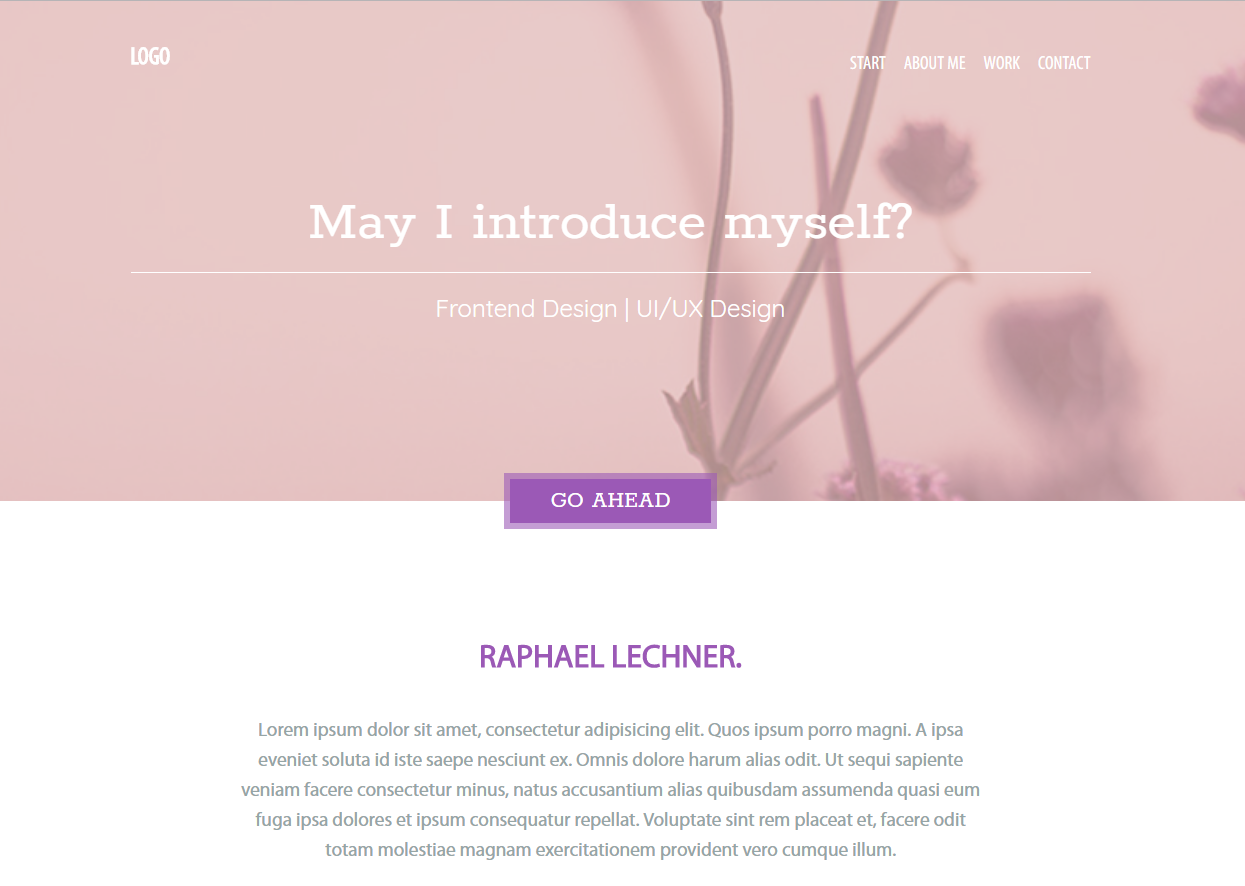 LOGO
START ABOUT ME WORK CONTACT
May I introduce myself?
Frontend Design | UI/UX Design
GO AHEAD
RAPHAEL LECHNER.
Lorem ipsum dolor sit amet, consectetur adipisicing elit. Quos ipsum porro magni. A ipsa
eveniet soluta id iste saepe nesciunt ex. Omnis dolore harum alias odit. Ut sequi sapiente
veniam facere consectetur minus, natus accusantium alias quibusdam assumenda quasi eum
fuga ipsa dolores et ipsum consequatur repellat. Voluptate sint rem placeat et, facere odit
totam molestiae magnam exercitationem provident vero cumque illum.